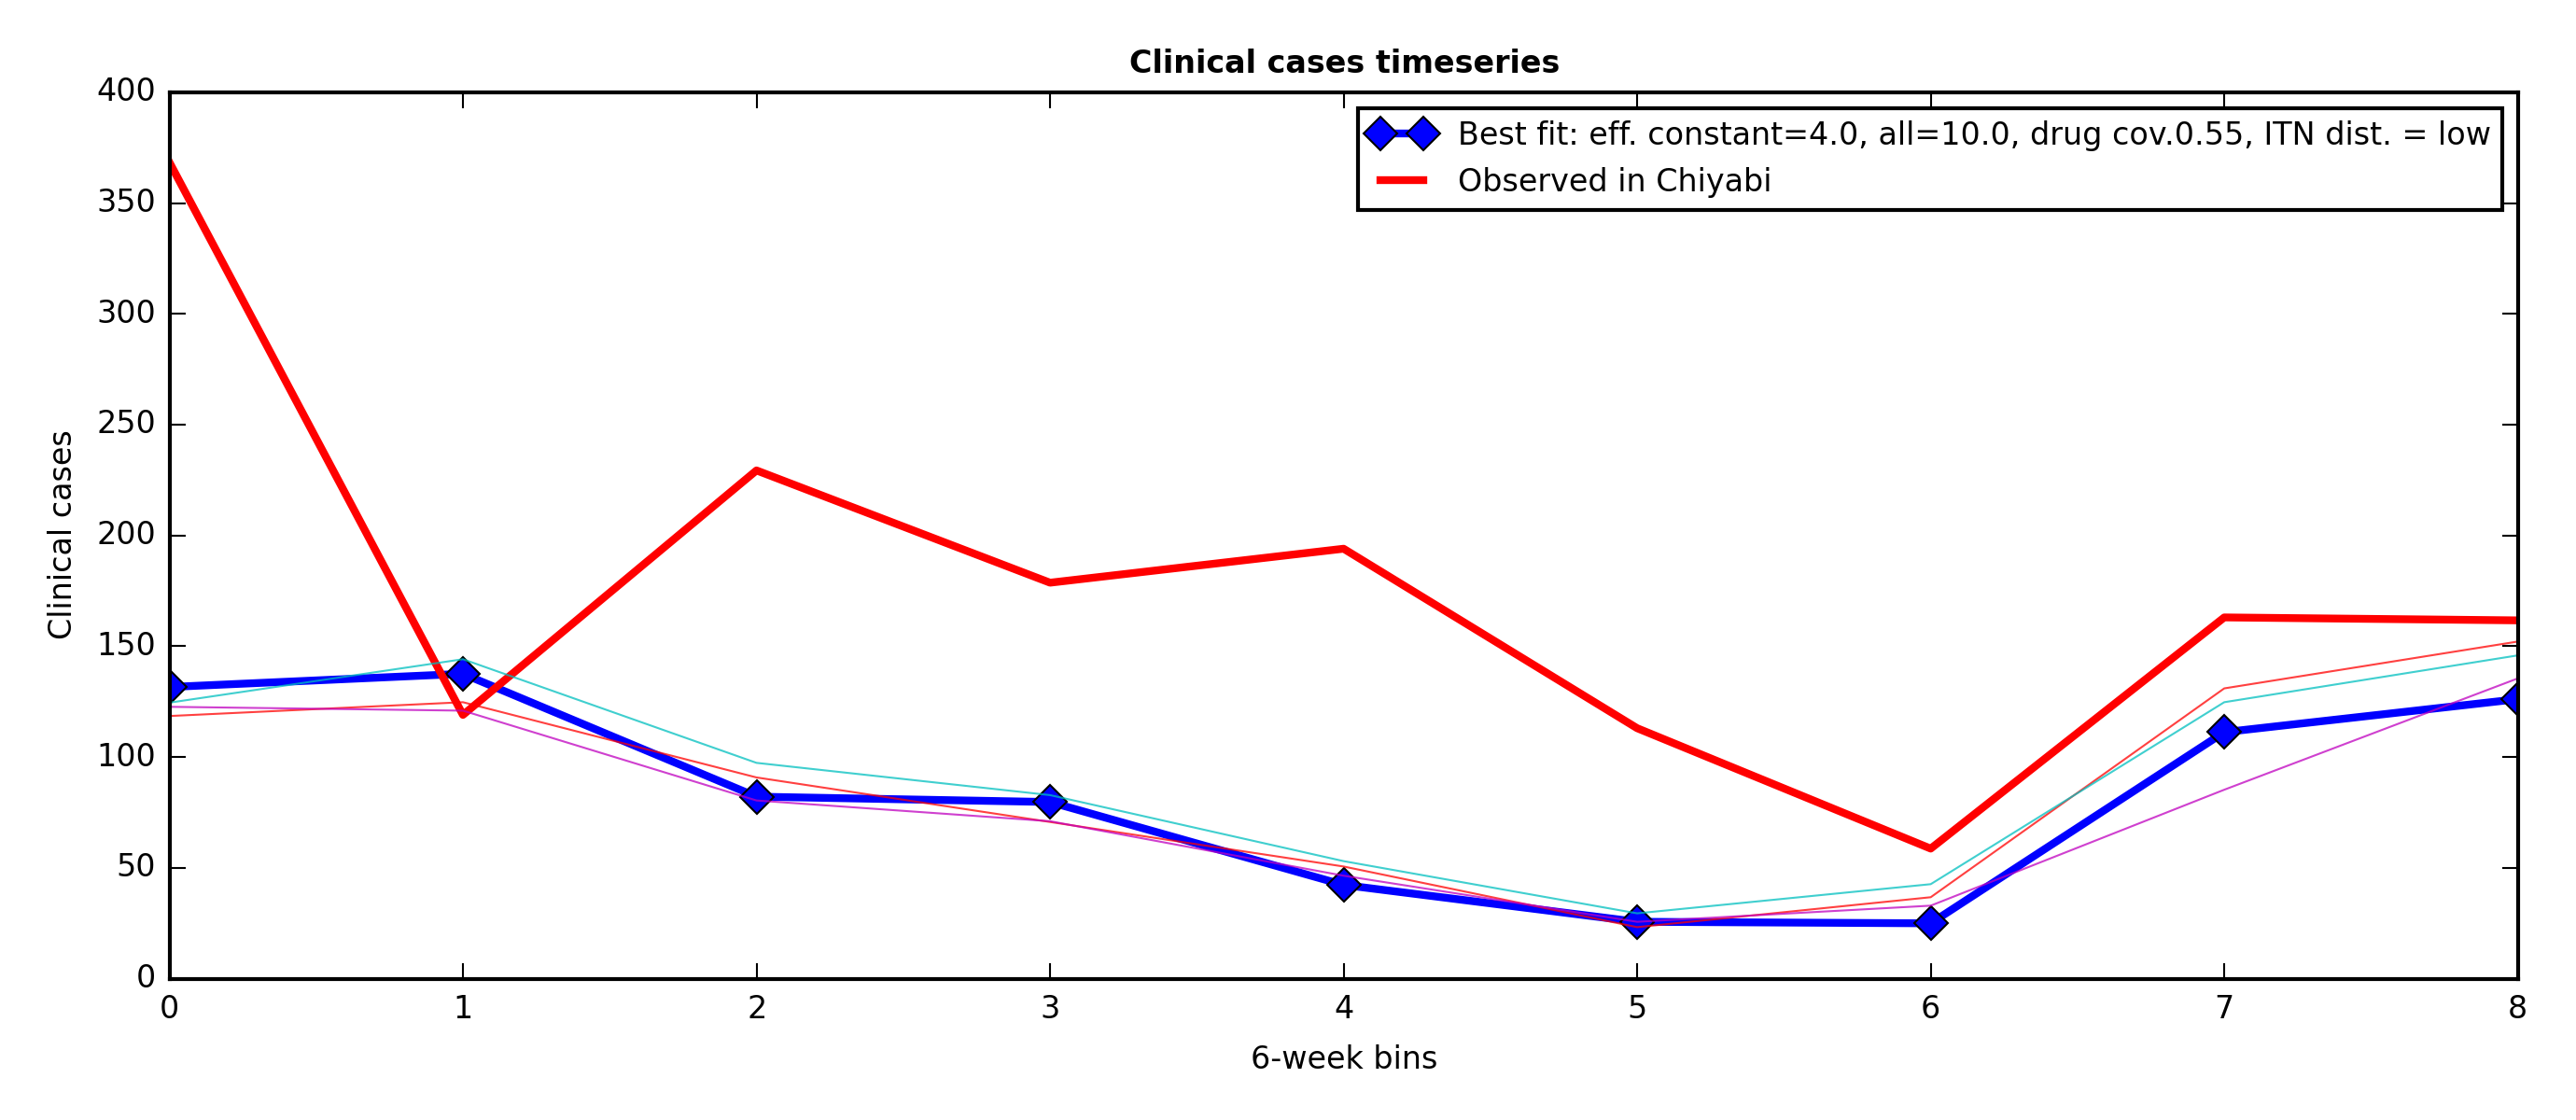 Clinical cases timeseries
Best fit: eff. constant=4.0, all=10.0, drug cov.0.55, ITN dist. = low
Observed in Chiyabi
Clinical cases
400
350
300
250
200
150
100
50
0
0 1 2 3 4 5 6 7 8
6-week bins